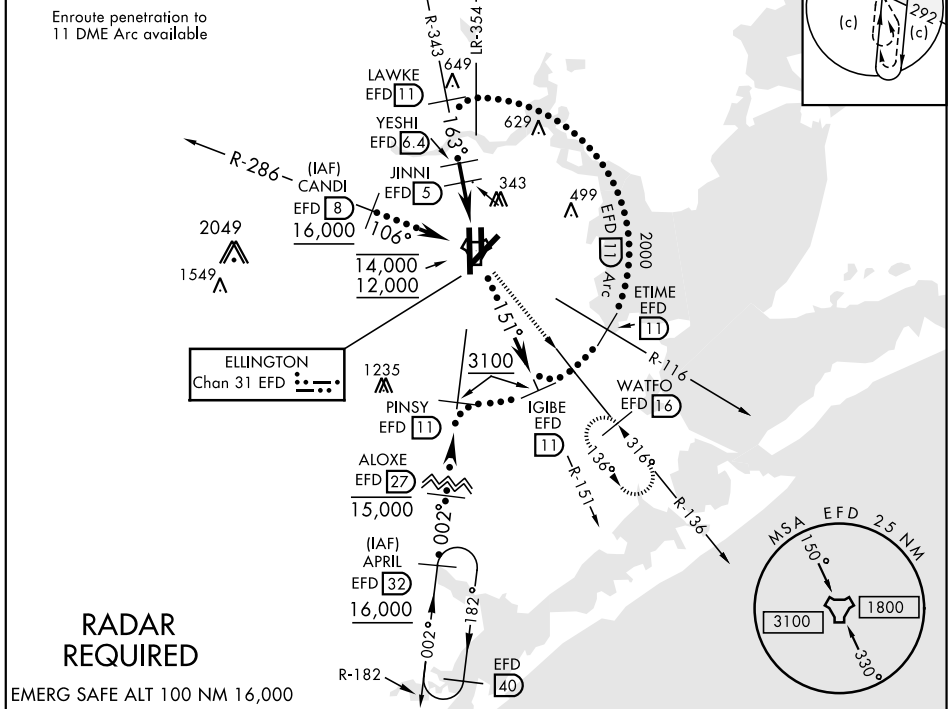 Enroute penetration to
11 DME Arc available
R-343
LR-354
292
(c)
(c)
649
LAWKE
EFD 11
629
YESHI
EFD 6.4
163°
R-286
(IAF)
CANDI
EFD 8
16,000
JINNI
EFD 5
343
499
106°
2049
1549
14,000
12,000
EFD 11 Arc
2000
ETIME
EFD
11
151°
R-116
ELLINGTON
Chan 31 EFD
1235
3100
PINSY
EFD 11
IGIBE
EFD
11
WATFO
EFD 16
316°
136°
R-151
R-136
ALOXE
EFD 27
15,000
002°
(IAF)
APRIL
EFD 32
16,000
002°
182°
R-182
EFD
40
MSA EFD 25 NM
150°
3100
1800
330°
RADAR
REQUIRED
EMERG SAFE ALT 100 NM 16,000